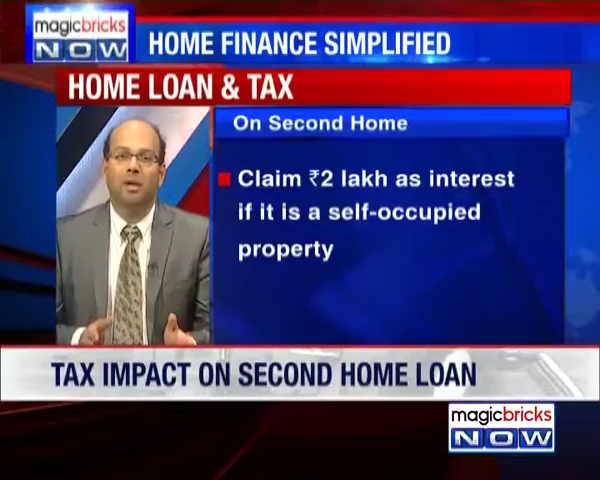 magicbricks
NOW
HOME FINANCE SIMPLIFIED
HOME LOAN & TAX
On Second Home
Claim ₹2 lakh as interest
if it is a self-occupied
property
TAX IMPACT ON SECOND HOME LOAN
magicbricks
NOW